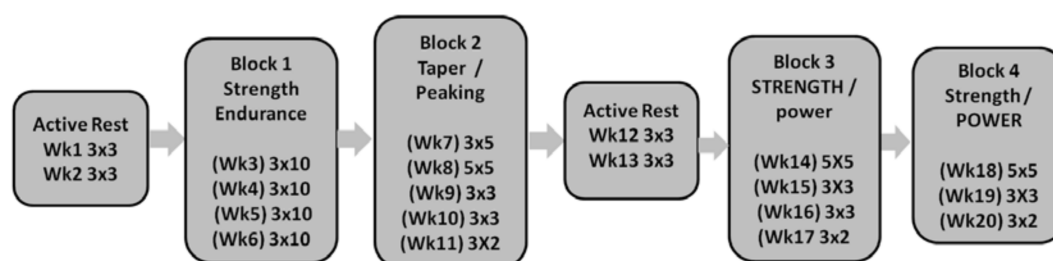 Active Rest
Wk1 3x3
Wk2 3x3
Block 1
Strength
Endurance
(Wk3) 3x10
(Wk4) 3x10
(Wk5) 3x10
(Wk6) 3x10
Block 2
Taper /
Peaking
(Wk7) 3x5
(Wk8) 5x5
(Wk9) 3x3
(Wk10) 3x3
(Wk11) 3X2
Active Rest
Wk12 3x3
Wk13 3x3
Block 3
STRENGTH /
power
(Wk14) 5X5
(Wk15) 3X3
(Wk16) 3x3
(Wk17 3x2
Block 4
Strength /
POWER
(Wk18) 5x5
(Wk19) 3X3
(Wk20) 3x2